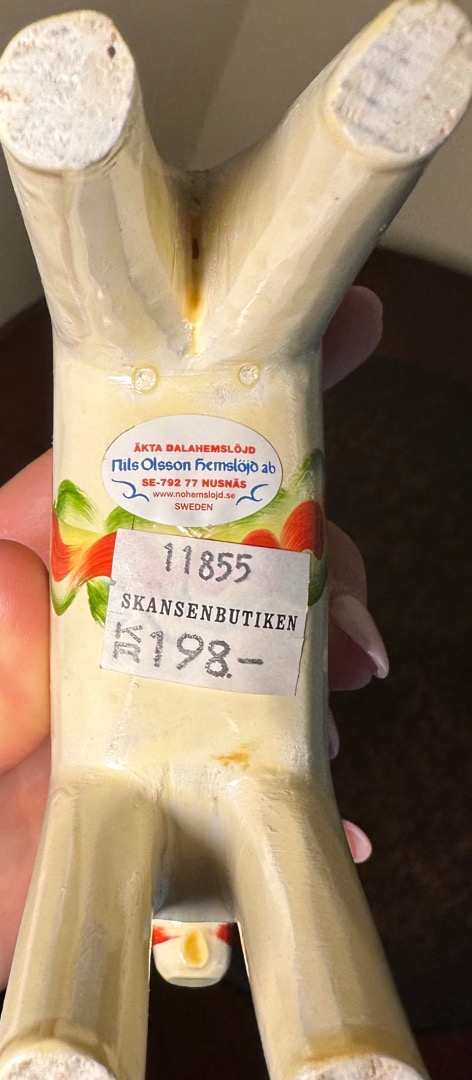 ÄKTA DALAHEMSLÖJD
Nils Olsson Hemslöjd ab
SE-792 77 NUSNÄS
www.nohemslojd.se
SWEDEN
11855
SKANSENBUTIKEN
KR 198.-